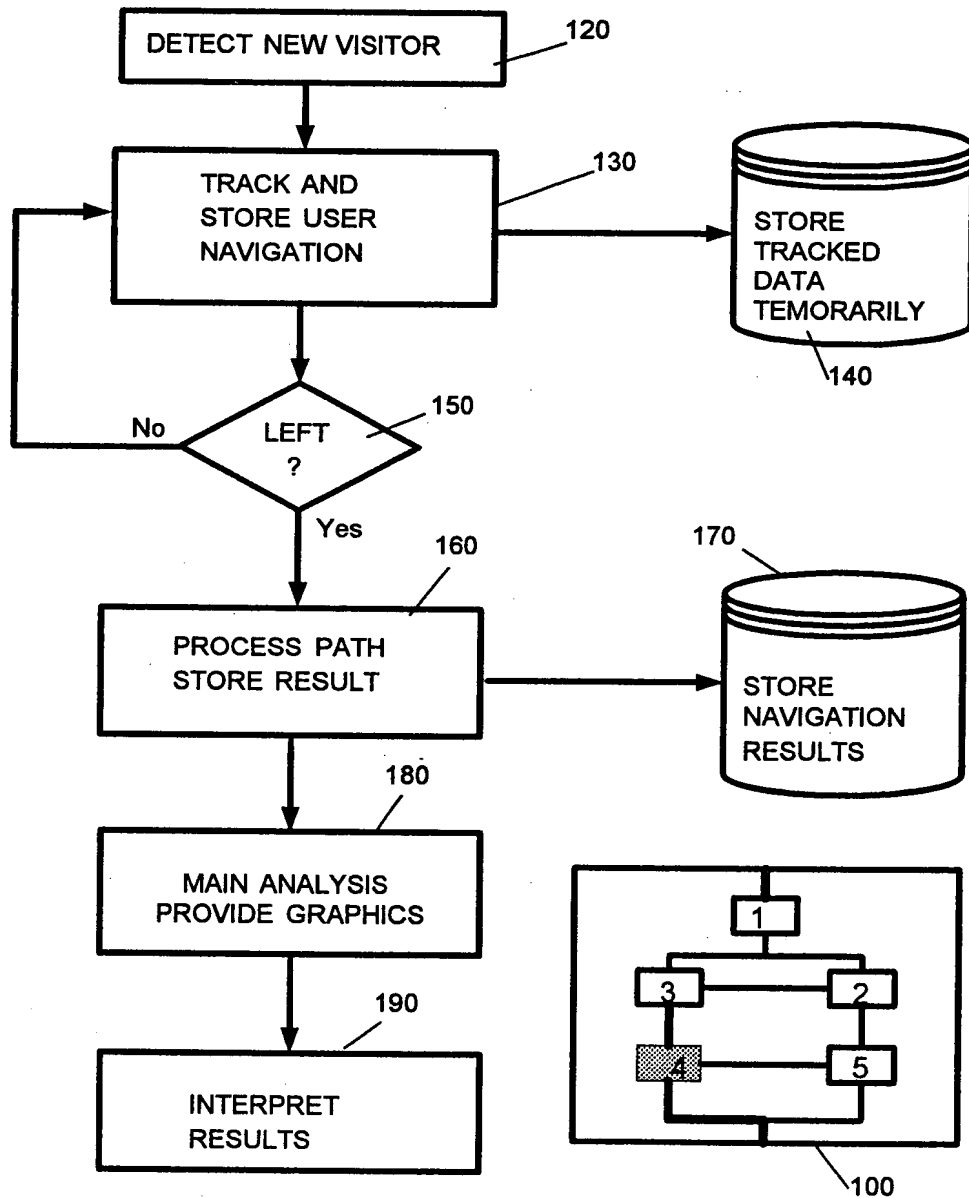 DETECT NEW VISITOR
120
TRACK AND
STORE USER
NAVIGATION
130
STORE
TRACKED
DATA
TEMORARILY
140
LEFT
?
150
No
Yes
160
PROCESS PATH
STORE RESULT
170
STORE
NAVIGATION
RESULTS
180
MAIN ANALYSIS
PROVIDE GRAPHICS
190
INTERPRET
RESULTS
1
3
2
4
5
100